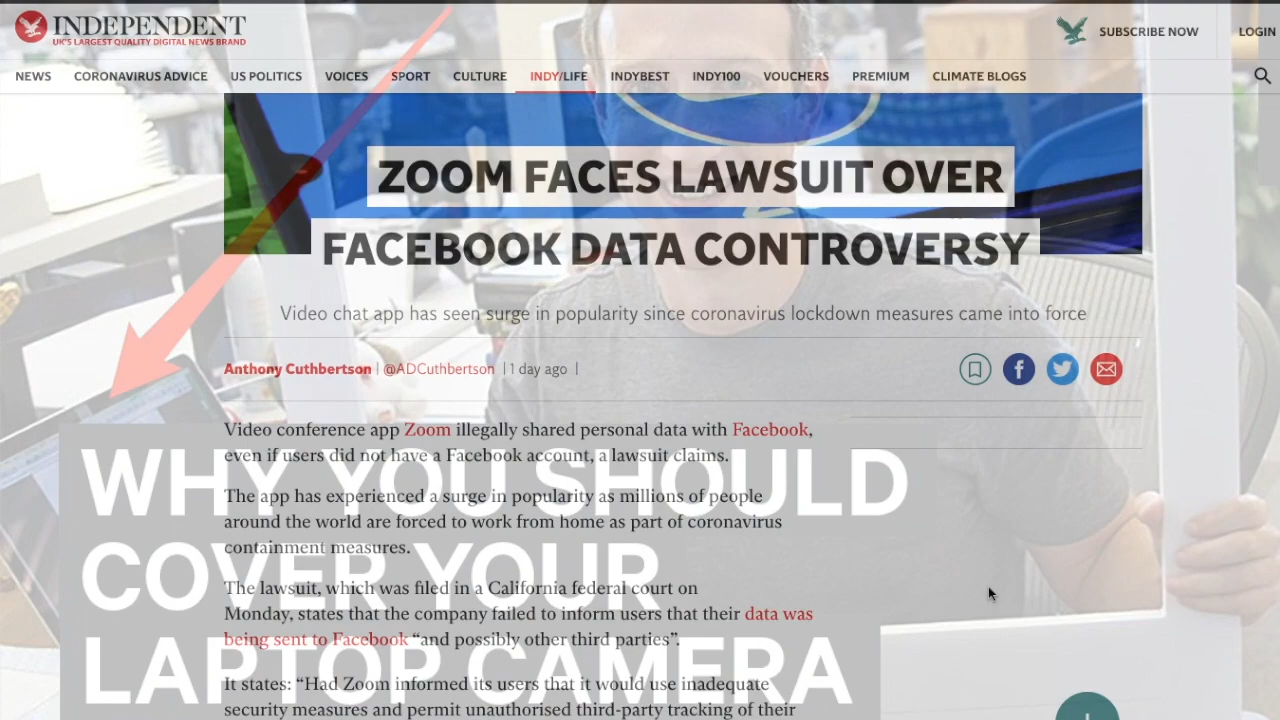 INDEPENDENT
UK'S LARGEST QUALITY DIGITAL NEWS BRAND
SUBSCRIBE NOW
LOGIN
NEWS CORONAVIRUS ADVICE US POLITICS VOICES SPORT CULTURE INDY/LIFE INDYBEST INDY100 VOUCHERS PREMIUM CLIMATE BLOGS
ZOOM FACES LAWSUIT OVER
FACEBOOK DATA CONTROVERSY
Video chat app has seen surge in popularity since coronavirus lockdown measures came into force
Anthony Cuthbertson | @ADCuthbertson | 1 day ago |
Video conference app Zoom illegally shared personal data with Facebook,
even if users did not have a Facebook account, a lawsuit claims.
The app has experienced a surge in popularity as millions of people
around the world are forced to work from home as part of coronavirus
containment measures.
The lawsuit, which was filed in a California federal court on
Monday, states that the company failed to inform users that their data was
being sent to Facebook “and possibly other third parties”.
It states: “Had Zoom informed its users that it would use inadequate
security measures and permit unauthorised third-party tracking of their
WHY YOU SHOULD
COVER YOUR
LAPTOP CAMERA